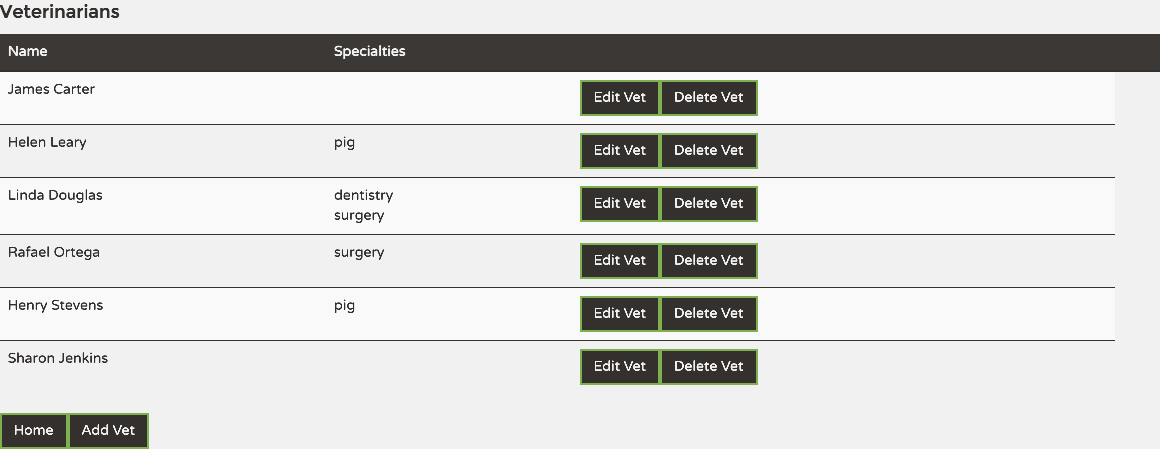 Veterinarians
Name Specialties
James Carter Edit Vet Delete Vet
Helen Leary pig Edit Vet Delete Vet
Linda Douglas dentistry Edit Vet Delete Vet
surgery
Rafael Ortega surgery Edit Vet Delete Vet
Henry Stevens pig Edit Vet Delete Vet
Sharon Jenkins Edit Vet Delete Vet
Home Add Vet